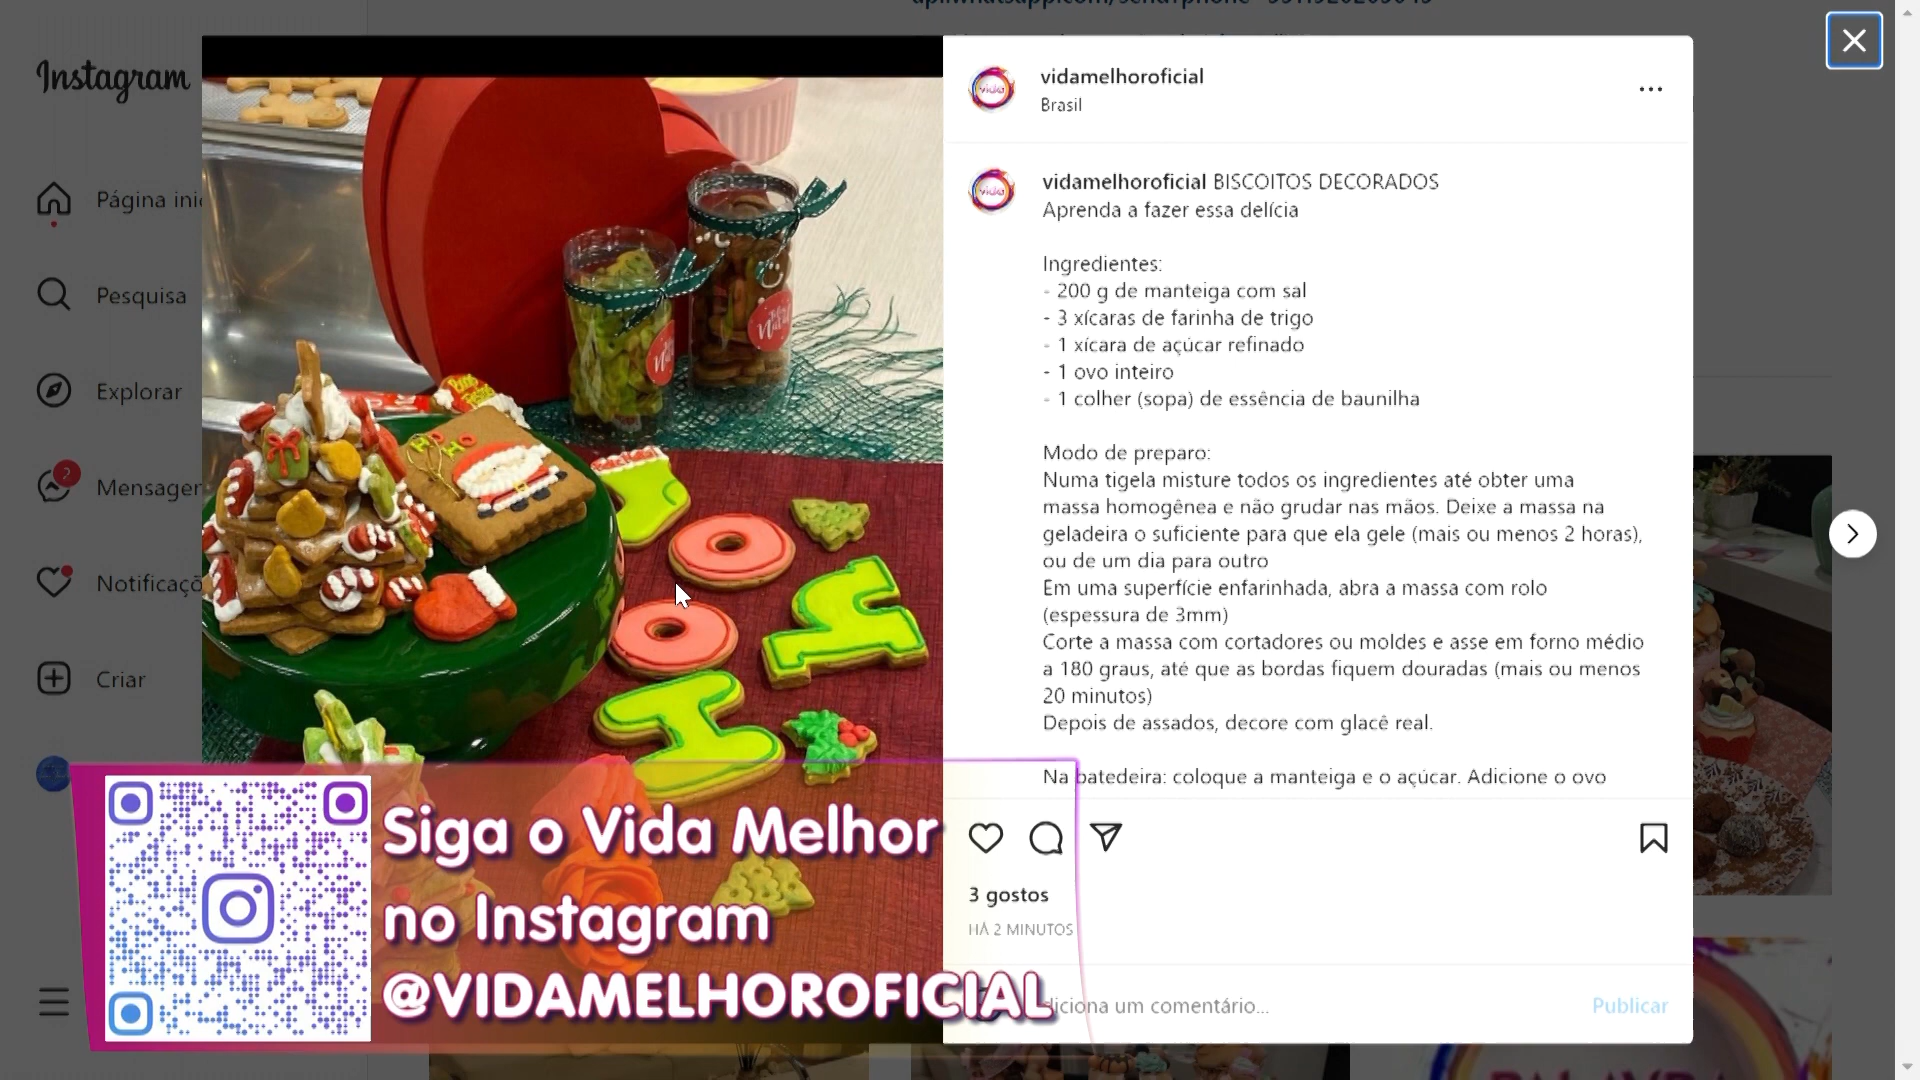 Instagram
Página
Pesquisa
Explorar
2
Criar
vidamelhoroficial
Brasil
vidamelhoroficial BISCOITOS DECORADOS
Aprenda a fazer essa delícia
Ingredientes:
- 200 g de manteiga com sal
- 3 xícaras de farinha de trigo
- 1 xícara de açúcar refinado
- 1 ovo inteiro
- 1 colher (sopa) de essência de baunilha
Modo de preparo:
Numa tigela misture todos os ingredientes até obter uma
massa homogênea e não grudar nas mãos. Deixe a massa na
geladeira o suficiente para que ela gele (mais ou menos 2 horas),
ou de um dia para outro
Em uma superfície enfarinhada, abra a massa com rolo
(espessura de 3mm)
Corte a massa com cortadores ou moldes e asse em forno médio
a 180 graus, até que as bordas fiquem douradas (mais ou menos
20 minutos)
Depois de assados, decore com glacê real.
Na batedeira: coloque a manteiga e o açúcar. Adicione o ovo
3 gostos
HÁ 2 MINUTOS
um comentário...
Publicar
Siga o Vida Melhor
no Instagram
@VIDAMELHOROFICIAL